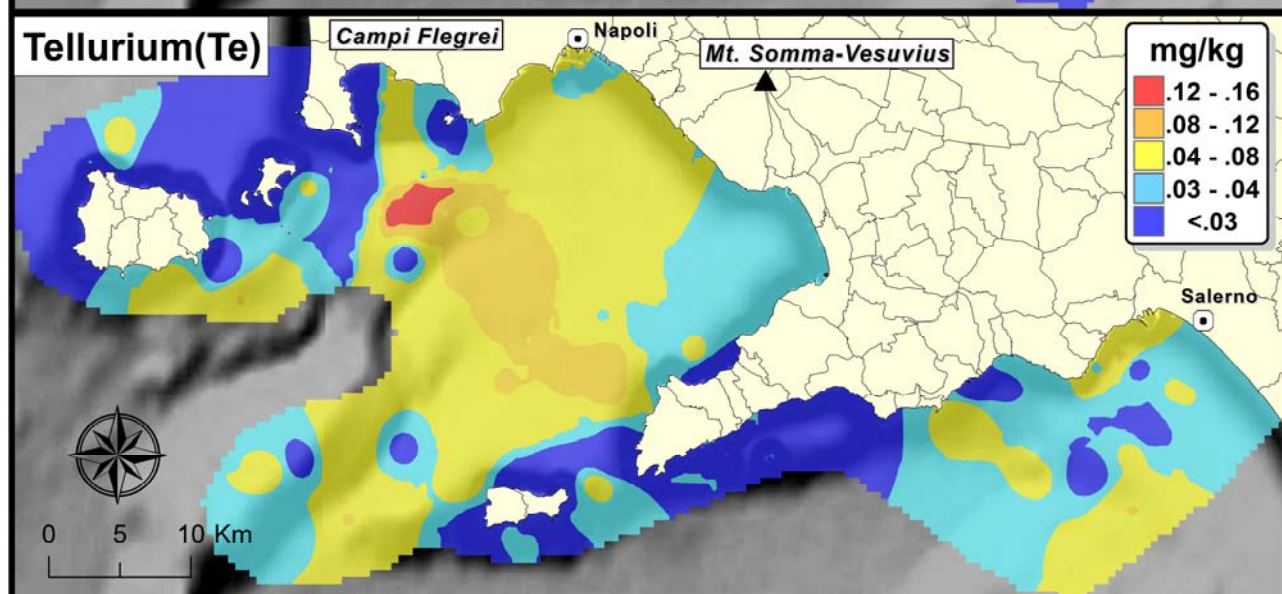 Tellurium(Te)
Campi Flegrei
Napoli
Mt. Somma-Vesuvius
mg/kg
.12 - .16
.08 - .12
.04 - .08
.03 - .04
<.03
Salerno
0 5 10 Km